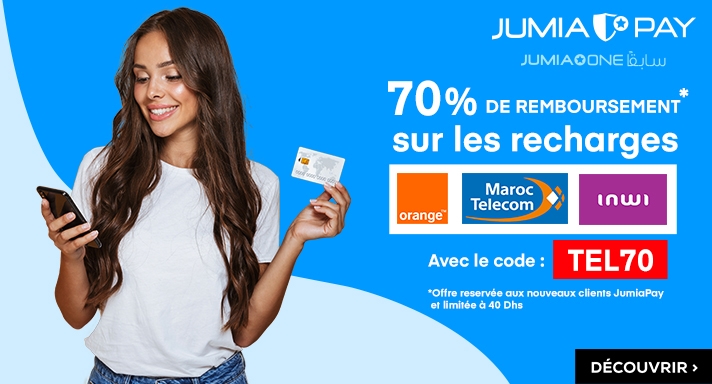 JUMIA PAY
JUMIA ONE سابقًا
70% DE REMBOURSEMENT*
sur les recharges
orange™
Maroc
Telecom
inwi
Avec le code : TEL70
*Offre reservée aux nouveaux clients JumiaPay
et limitée à 40 Dhs
DÉCOUVRIR >